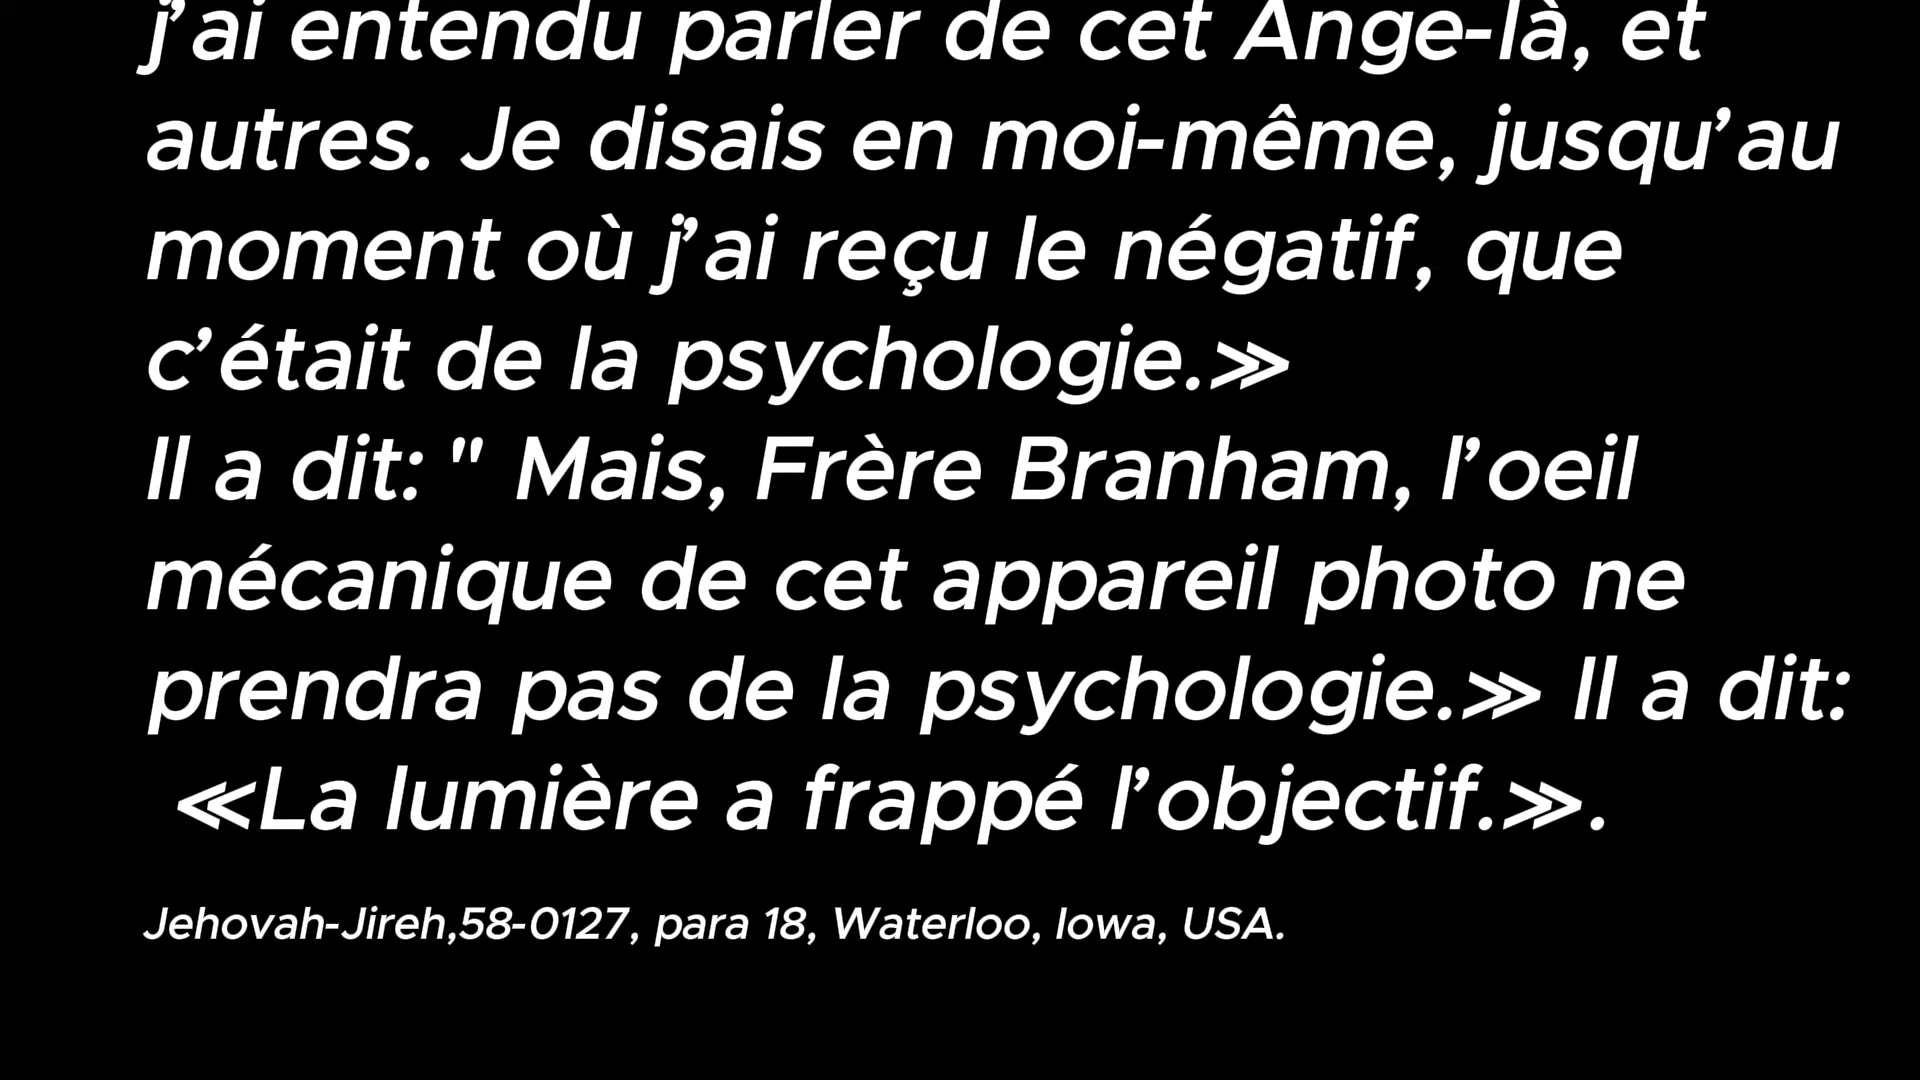 j’ai entendu parler de cet Ange-là, et
autres. Je disais en moi-même, jusqu’au
moment où j’ai reçu le négatif, que
c’était de la psychologie.≫
Il a dit: " Mais, Frère Branham, l’oeil
mécanique de cet appareil photo ne
prendra pas de la psychologie.≫ Il a dit:
≪La lumière a frappé l’objectif.≫.
Jehovah-Jireh,58-0127, para 18, Waterloo, Iowa, USA.